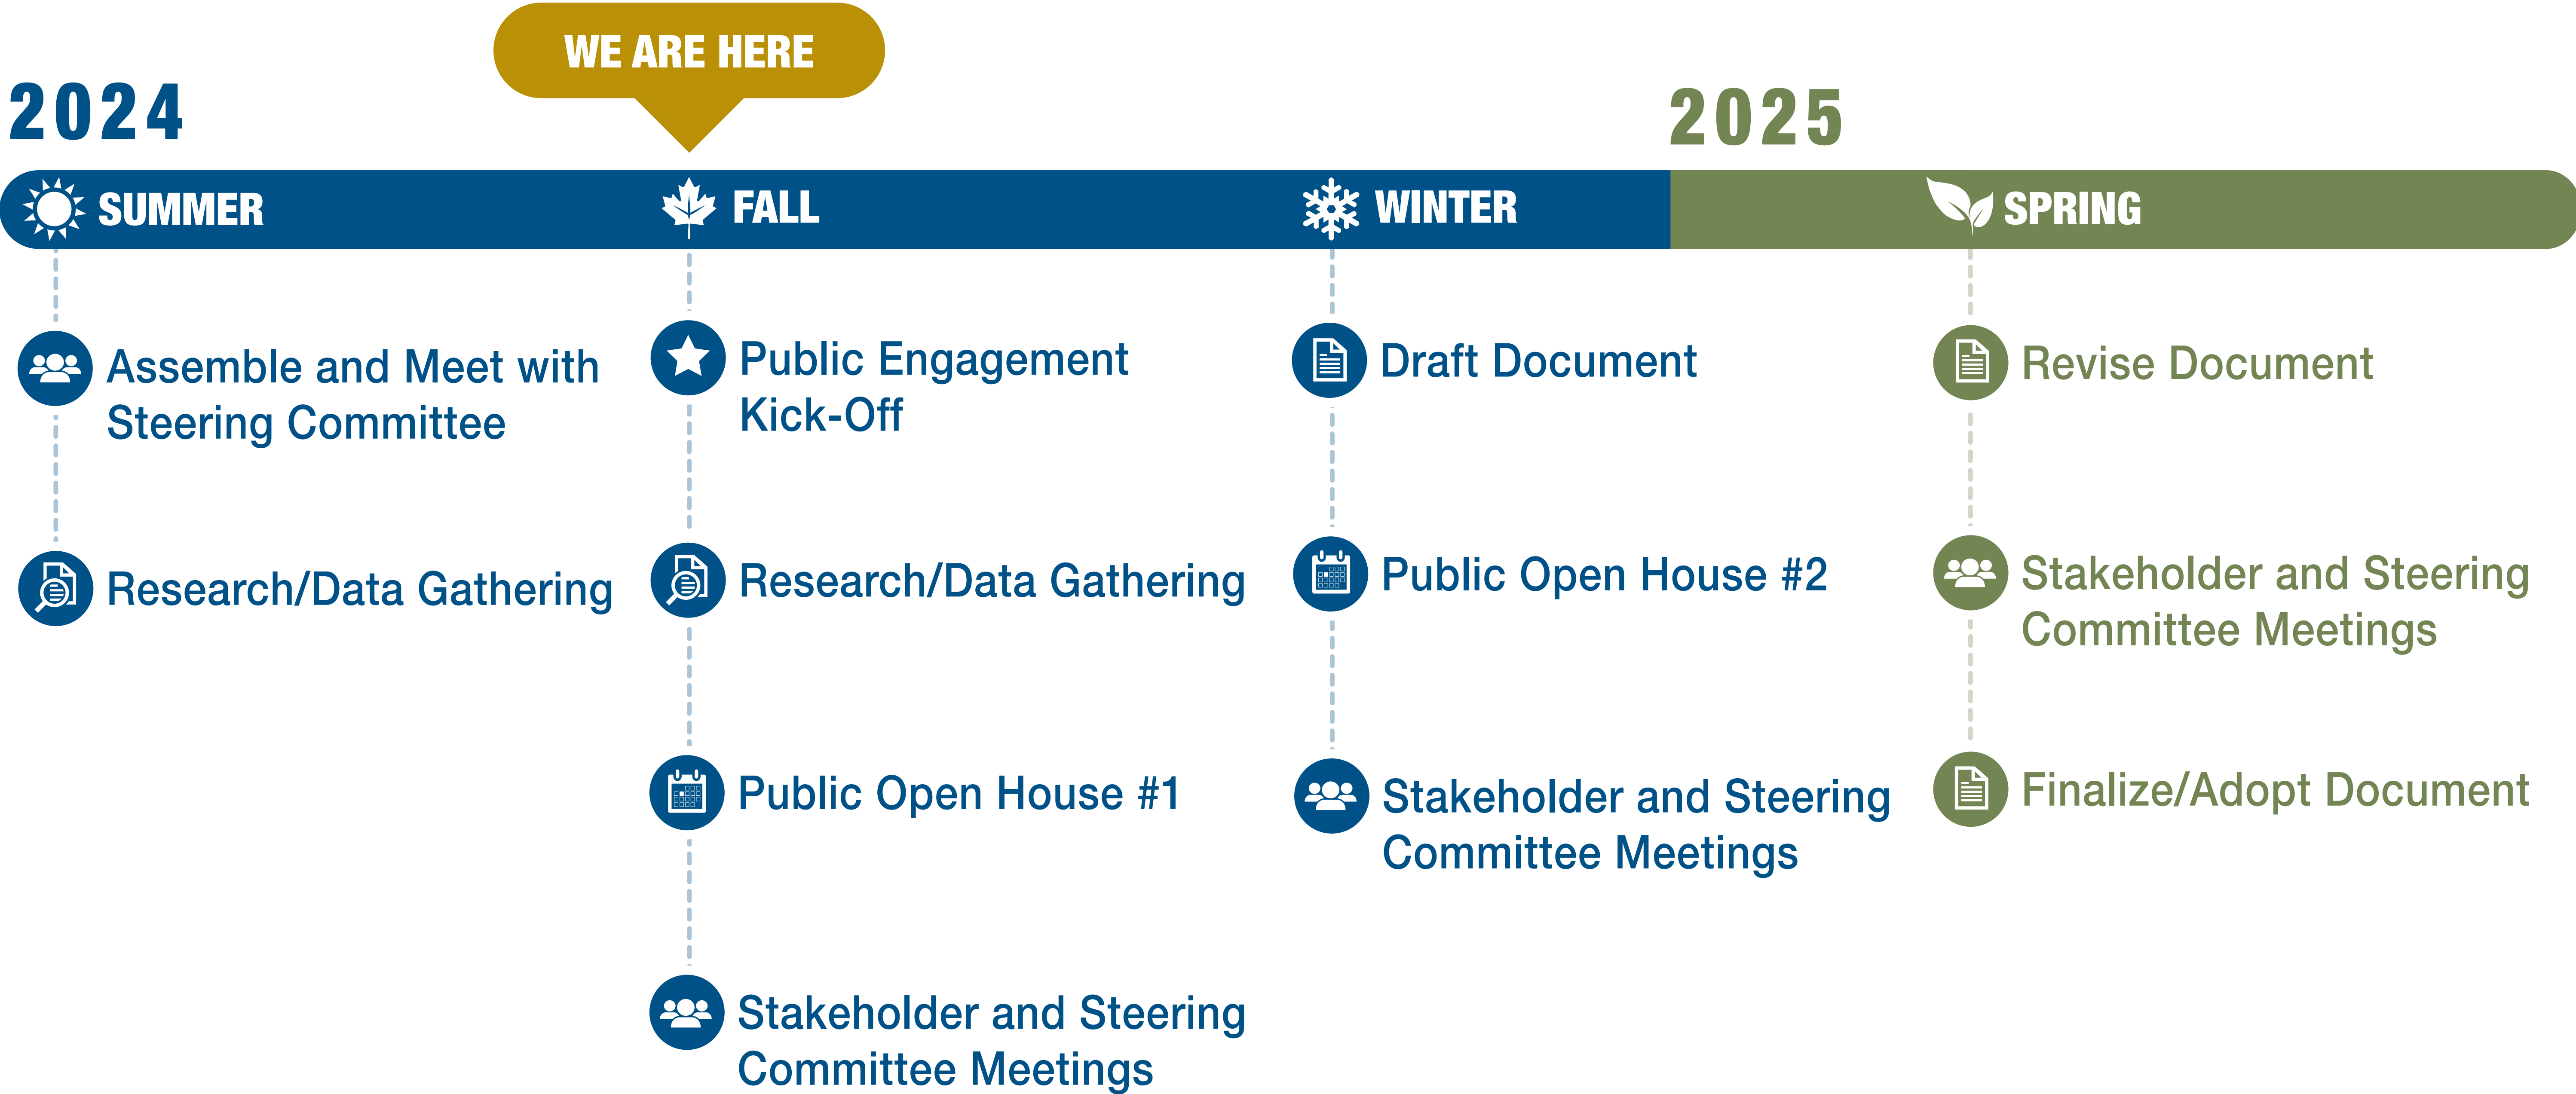 WE ARE HERE
2024
2025
SUMMER
FALL
WINTER
SPRING
Assemble and Meet with
Steering Committee
Research/Data Gathering
Public Engagement
Kick-Off
Research/Data Gathering
Public Open House #1
Stakeholder and Steering
Committee Meetings
Draft Document
Public Open House #2
Stakeholder and Steering
Committee Meetings
Revise Document
Stakeholder and Steering
Committee Meetings
Finalize/Adopt Document